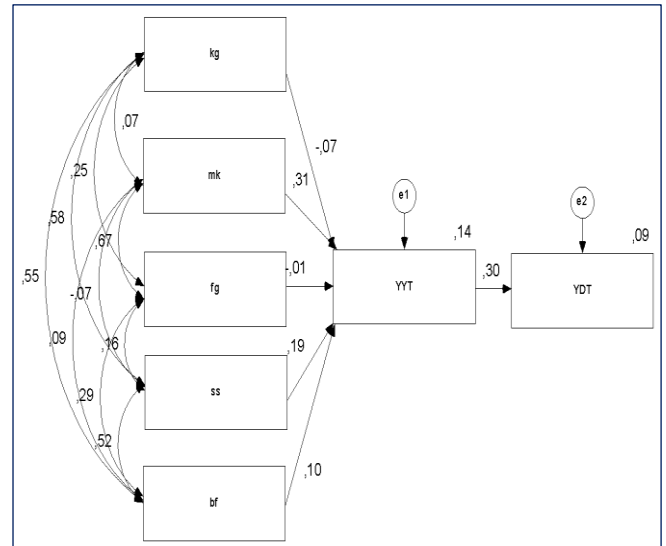 kg
,07
-,07
mk
,31
,25
e1
e2
,58
,67
,14
,09
fg
-,01
YYT
,30
YDT
,55
-,07
,09
,16
,19
ss
,29
,52
,10
bf